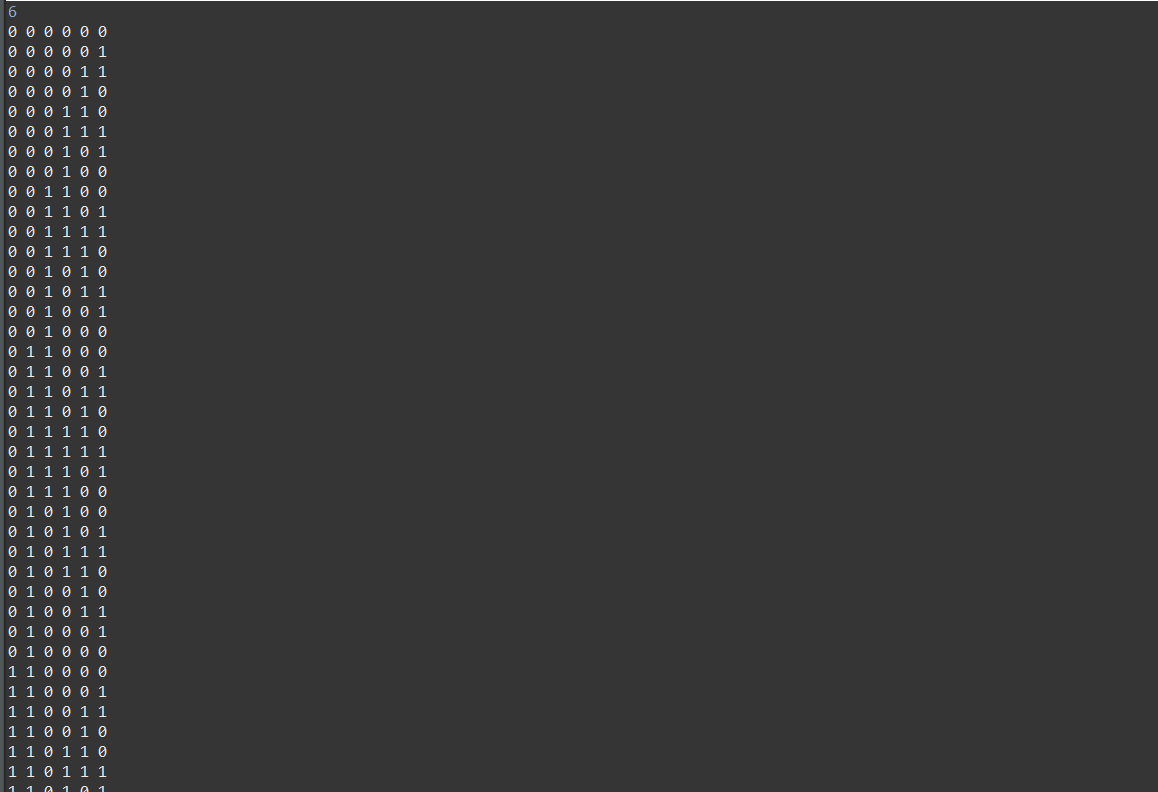 6
0 0 0 0 0 0
0 0 0 0 0 1
0 0 0 0 1 1
0 0 0 0 1 0
0 0 0 1 1 0
0 0 0 1 1 1
0 0 0 1 0 1
0 0 0 1 0 0
0 0 1 1 0 0
0 0 1 1 0 1
0 0 1 1 1 1
0 0 1 1 1 0
0 0 1 0 1 0
0 0 1 0 1 1
0 0 1 0 0 1
0 0 1 0 0 0
0 1 1 0 0 0
0 1 1 0 0 1
0 1 1 0 1 1
0 1 1 0 1 0
0 1 1 1 1 0
0 1 1 1 1 1
0 1 1 1 0 1
0 1 1 1 0 0
0 1 0 1 0 0
0 1 0 1 0 1
0 1 0 1 1 1
0 1 0 1 1 0
0 1 0 0 1 0
0 1 0 0 1 1
0 1 0 0 0 1
0 1 0 0 0 0
1 1 0 0 0 0
1 1 0 0 0 1
1 1 0 0 1 1
1 1 0 0 1 0
1 1 0 1 1 0
1 1 0 1 1 1
1 1 0 1 0 1